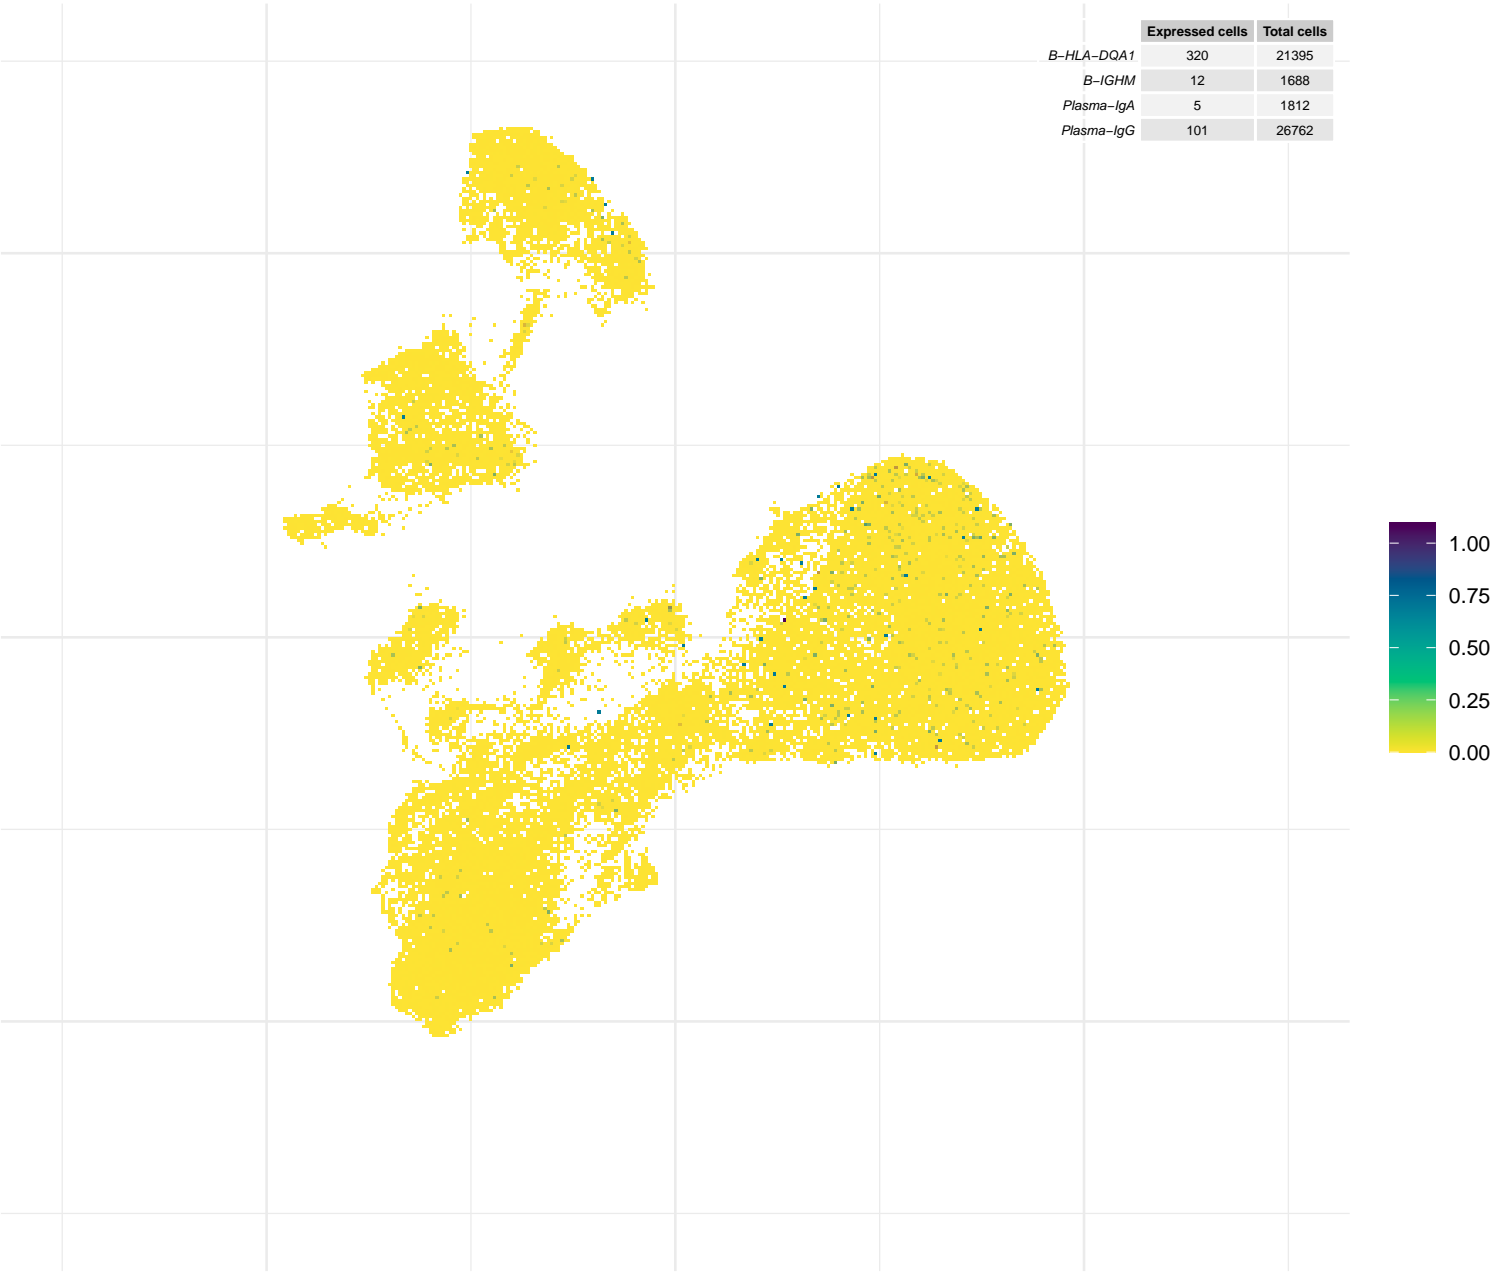 Expressed cells Total cells
B−HLA−DQA1 320 21395
B−IGHM 12 1688
Plasma−IgA 5 1812
Plasma−IgG 101 26762
1.00
0.75
0.50
0.25
0.00